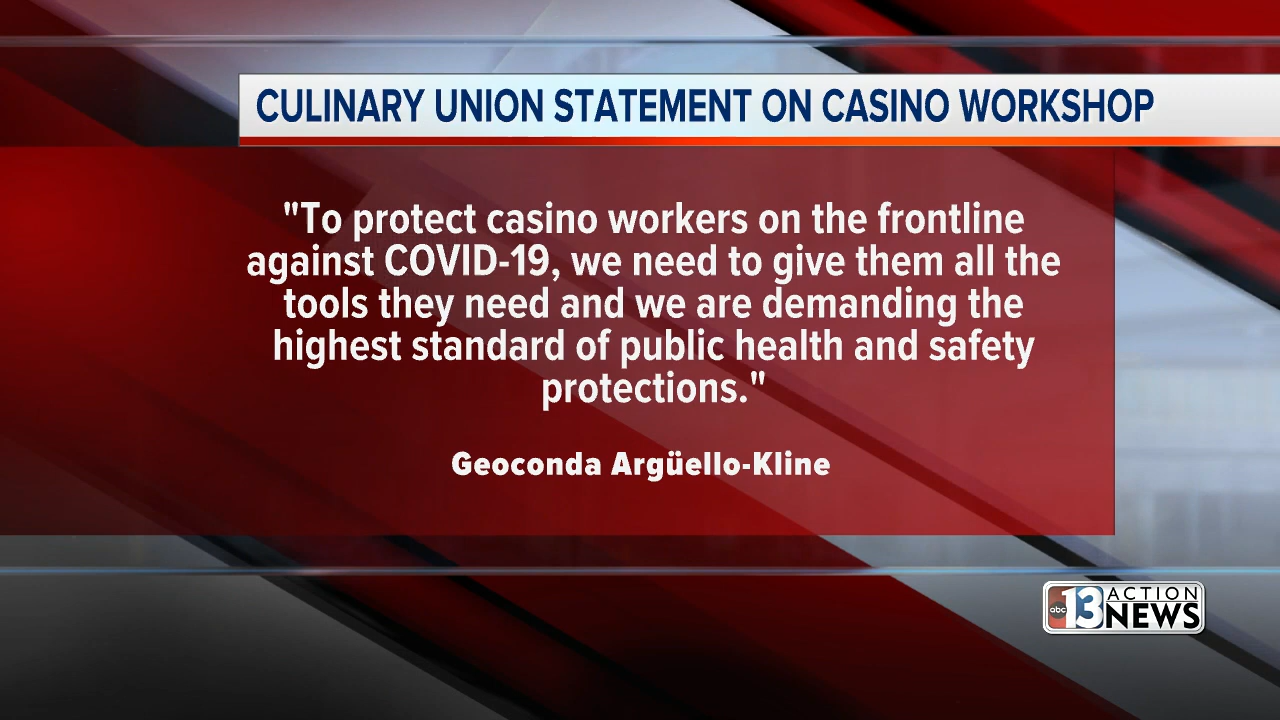 CULINARY UNION STATEMENT ON CASINO WORKSHOP
"To protect casino workers on the frontline
against COVID-19, we need to give them all the
tools they need and we are demanding the
highest standard of public health and safety
protections."
Geoconda Argüello-Kline
abc 13 ACTION
NEWS